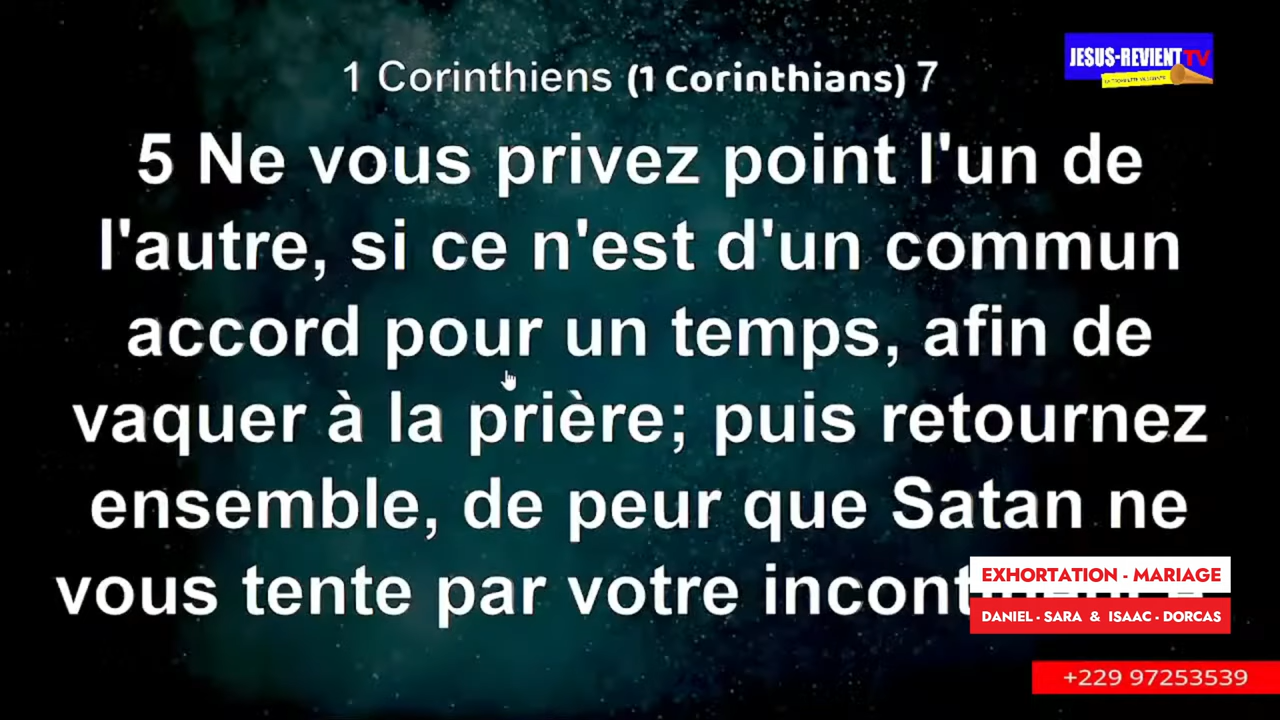 1 Corinthiens (1 Corinthians) 7
JESUS-REVIENT TV
5 Ne vous privez point l'un de
l'autre, si ce n'est d'un commun
accord pour un temps, afin de
vaquer à la prière; puis retournez
ensemble, de peur que Satan ne
vous tente par votre
EXHORTATION - MARIAGE
DANIEL - SARA & ISAAC - DORCAS
+229 97253539